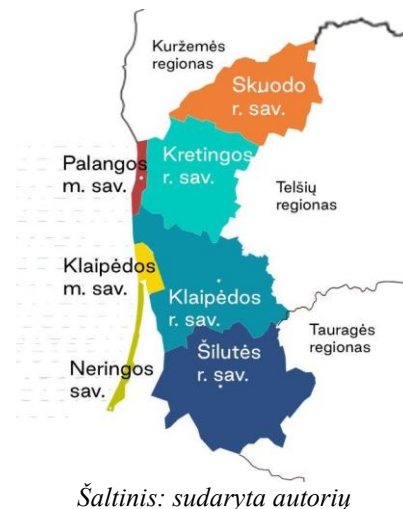 Kuržemės
regionas
Skuodo
r. sav.
Palangos
m. sav.
Kretingos
r. sav.
Telšių
regionas
Klaipėdos
m. sav.
Klaipėdos
r. sav.
Tauragės
regionas
Neringos
sav.
Šilutės
r. sav.
Šaltinis: sudaryta autorių